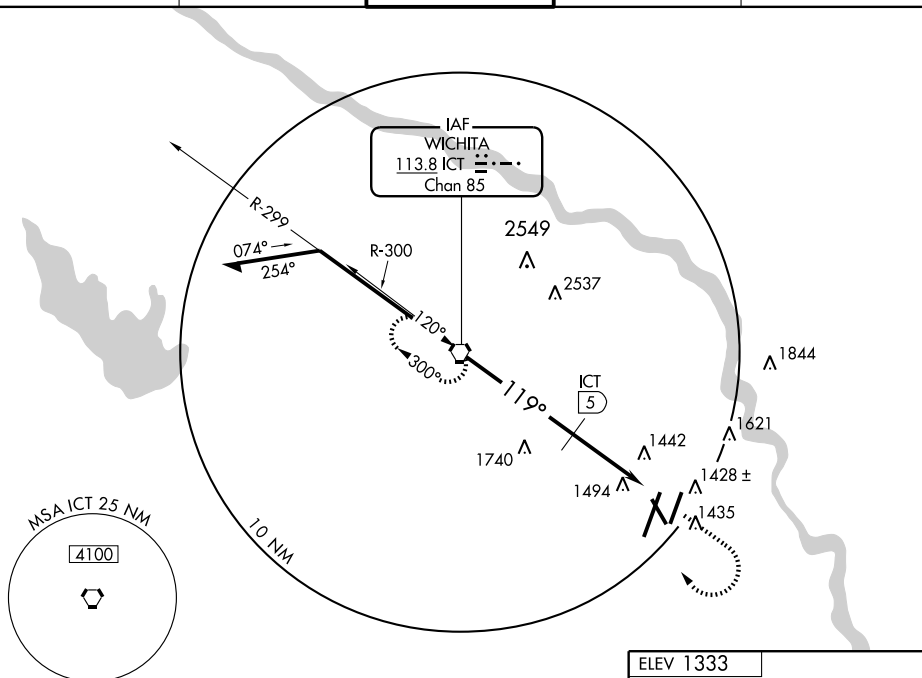 IAF
WICHITA
113.8 ICT
Chan 85
R-299
074°
254°
R-300
2549
2537
120°
300°
119°
ICT
5
1844
1621
1442
1740
1494
1428 ±
1435
10 NM
MSA ICT 25 NM
4100
ELEV 1333